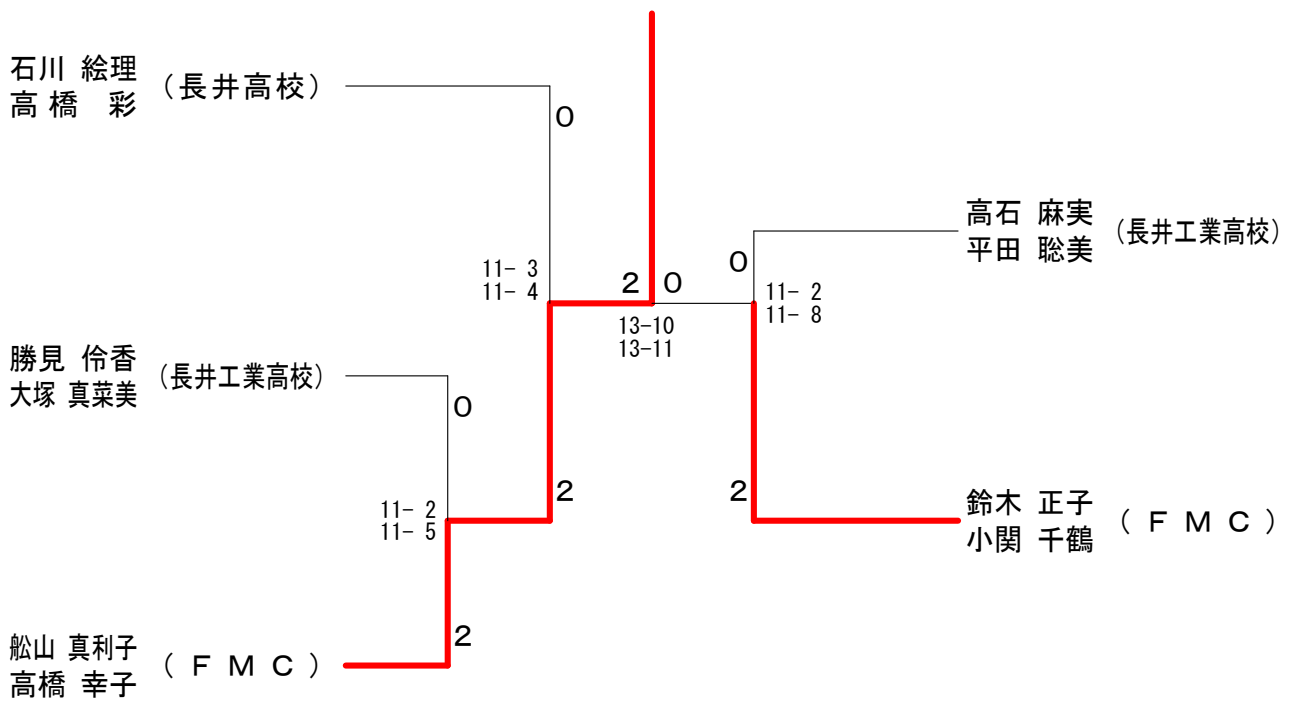 石川 絵理
高橋 彩
(長井高校)
0
勝見 伶香
大塚 真菜美
(長井工業高校)
0
11- 3
11- 4
11- 2
11- 5
2
2
舩山 真利子
高橋 幸子
(ＦＭＣ)
2 0
13-10
13-11
高石 麻実
平田 聡美
(長井工業高校)
0
11- 2
11- 8
2
鈴木 正子
小関 千鶴
(ＦＭＣ)